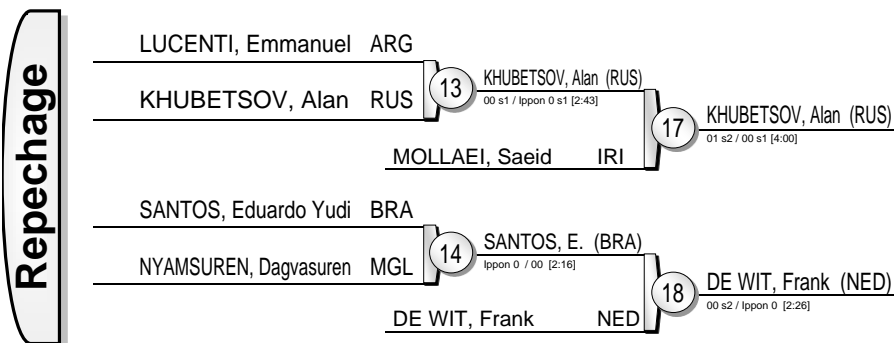 Repechage
LUCENTI, Emmanuel ARG
KHUBETSOV, Alan RUS
13
KHUBETSOV, Alan (RUS)
00 s1 / Ippon 0 s1 [2:43]
MOLLAEI, Saeid IRI
17
KHUBETSOV, Alan (RUS)
01 s2 / 00 s1 [4:00]
SANTOS, Eduardo Yudi BRA
NYAMSUREN, Dagvasuren MGL
14
SANTOS, E. (BRA)
Ippon 0 / 00 [2:16]
DE WIT, Frank NED
18
DE WIT, Frank (NED)
00 s2 / Ippon 0 [2:26]